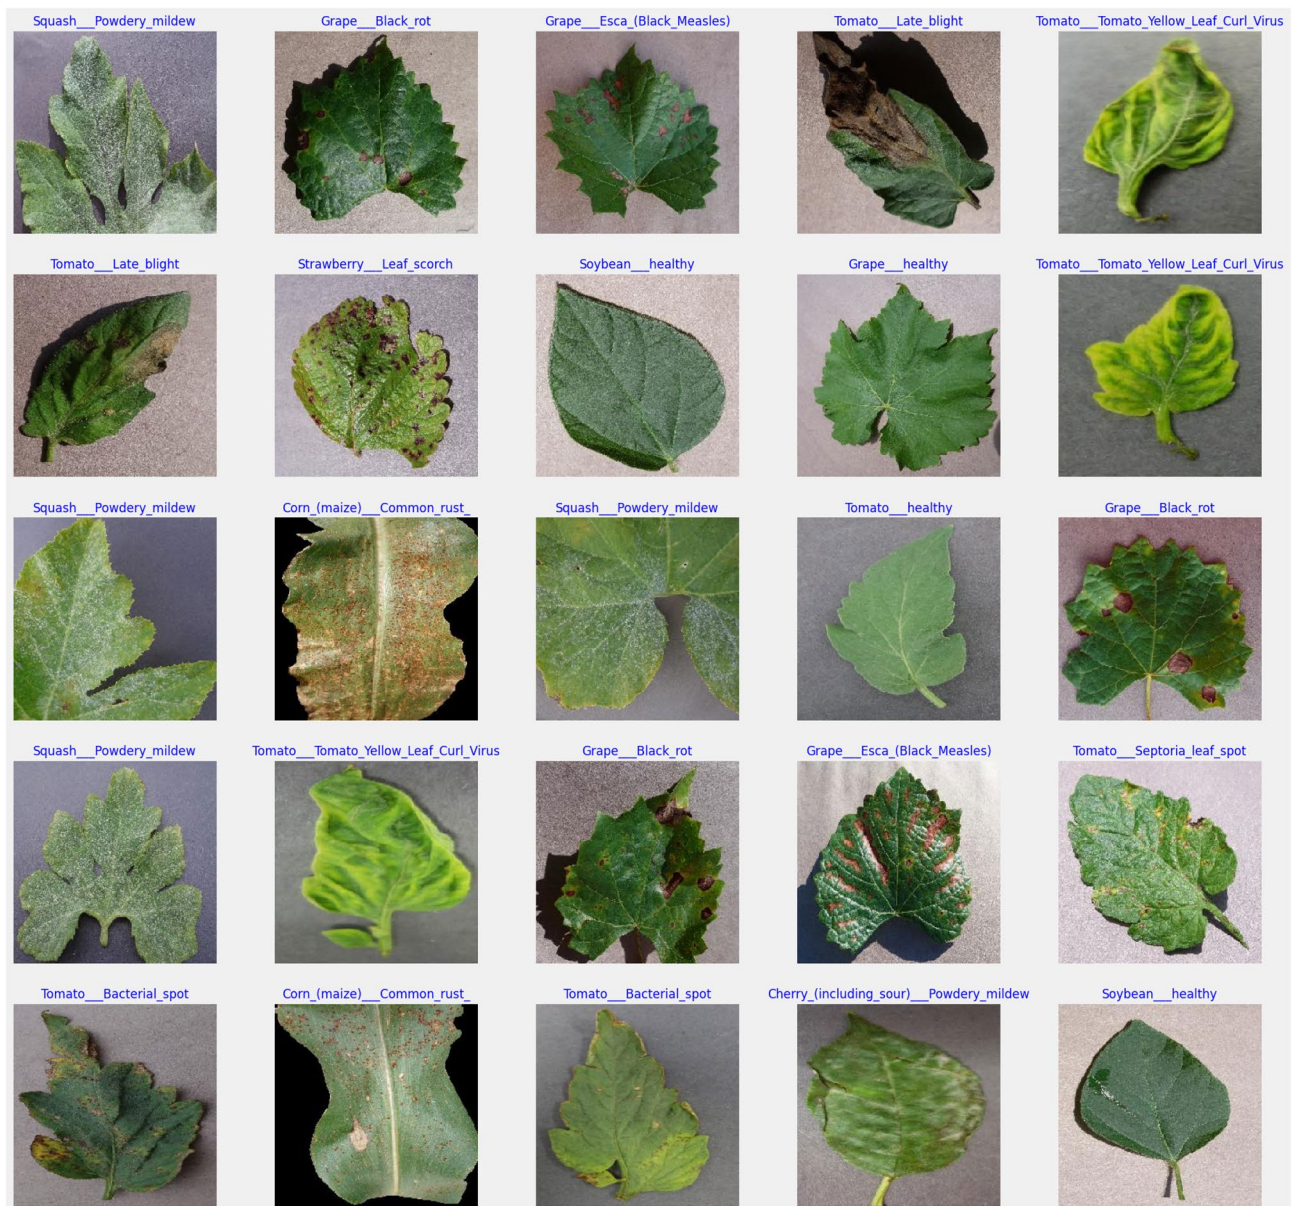 Squash___Powdery_mildew
Grape___Black_rot
Grape___Esca_(Black_Measles)
Tomato___Late_blight
Tomato___Tomato_Yellow_Leaf_Curl_Virus
Tomato___Late_blight
Strawberry___Leaf_scorch
Soybean___healthy
Grape___healthy
Tomato___Tomato_Yellow_Leaf_Curl_Virus
Squash___Powdery_mildew
Corn_(maize)___Common_rust_
Squash___Powdery_mildew
Tomato___healthy
Grape___Black_rot
Squash___Powdery_mildew
Tomato___Tomato_Yellow_Leaf_Curl_Virus
Grape___Black_rot
Grape___Esca_(Black_Measles)
Tomato___Septoria_leaf_spot
Tomato___Bacterial_spot
Corn_(maize)___Common_rust_
Tomato___Bacterial_spot
Cherry_(including_sour)___Powdery_mildew
Soybean___healthy